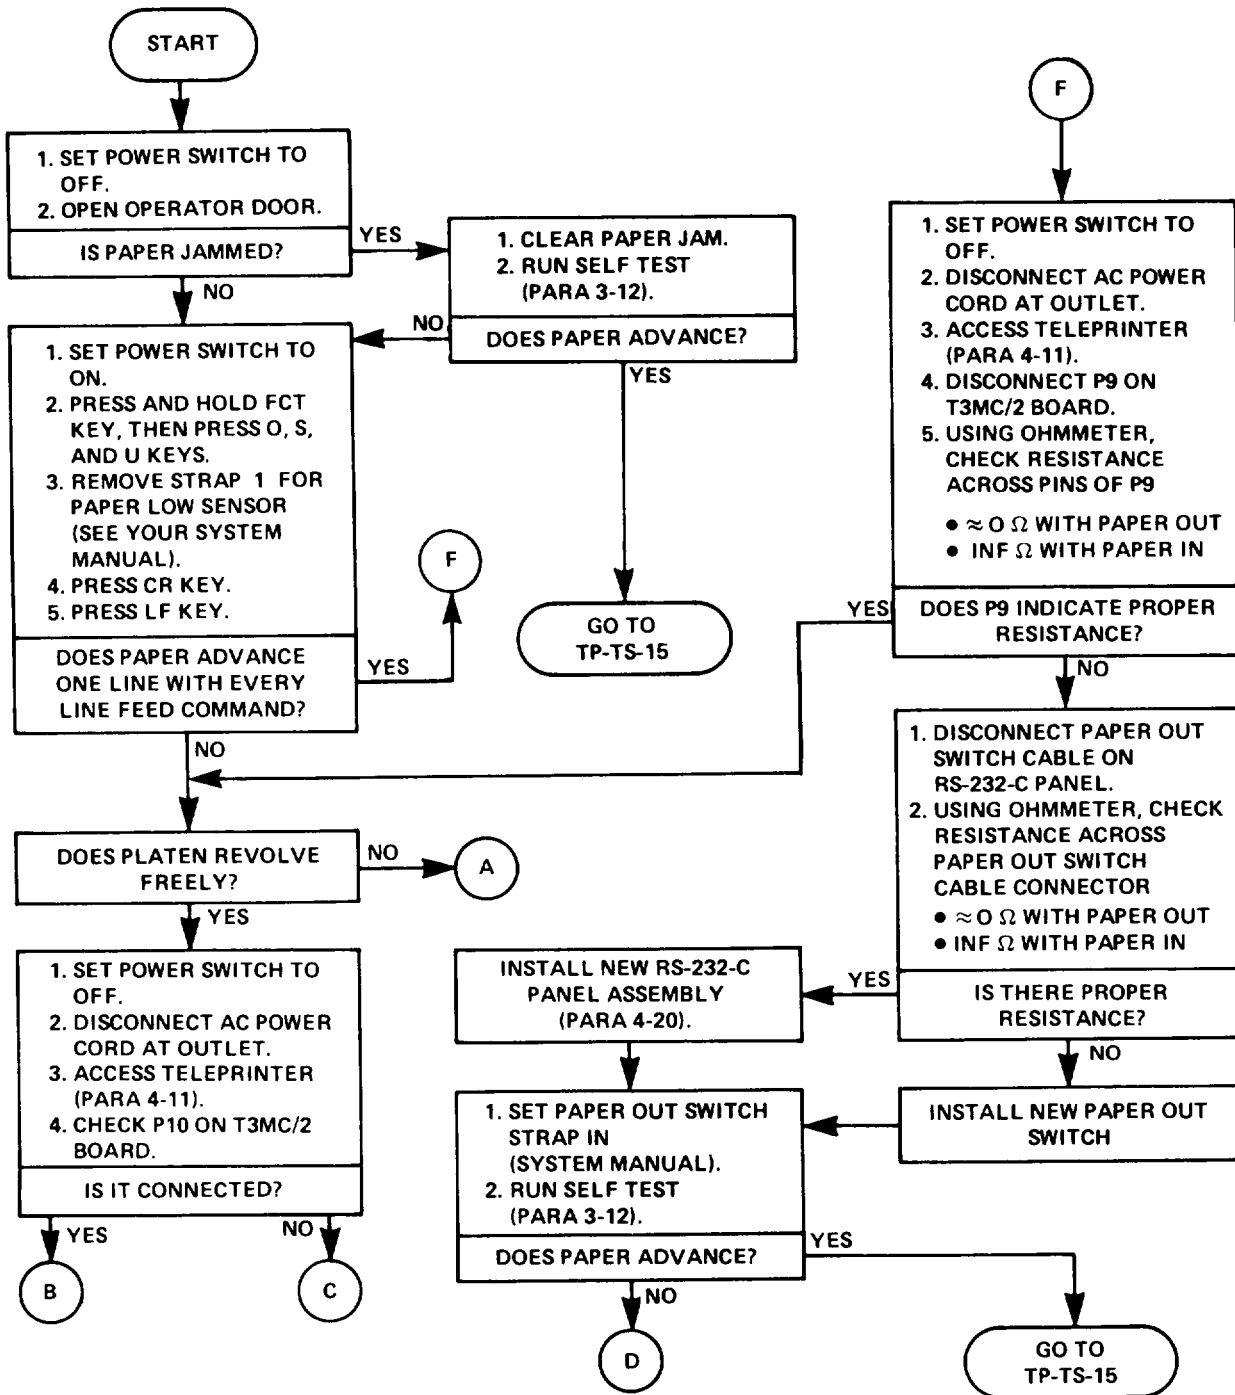 START
1. SET POWER SWITCH TO
OFF.
2. OPEN OPERATOR DOOR.
IS PAPER JAMMED?
YES
NO
1. CLEAR PAPER JAM.
2. RUN SELF TEST
(PARA 3-12).
DOES PAPER ADVANCE?
NO
YES
GO TO
TP-TS-15
1. SET POWER SWITCH TO
ON.
2. PRESS AND HOLD FCT
KEY, THEN PRESS O, S,
AND U KEYS.
3. REMOVE STRAP 1 FOR
PAPER LOW SENSOR
(SEE YOUR SYSTEM
MANUAL).
4. PRESS CR KEY.
5. PRESS LF KEY.
DOES PAPER ADVANCE
ONE LINE WITH EVERY
LINE FEED COMMAND?
YES
F
NO
DOES PLATEN REVOLVE
FREELY?
NO
A
YES
1. SET POWER SWITCH TO
OFF.
2. DISCONNECT AC POWER
CORD AT OUTLET.
3. ACCESS TELEPRINTER
(PARA 4-11).
4. CHECK P10 ON T3MC/2
BOARD.
IS IT CONNECTED?
YES
NO
B
C
F
1. SET POWER SWITCH TO
OFF.
2. DISCONNECT AC POWER
CORD AT OUTLET.
3. ACCESS TELEPRINTER
(PARA 4-11).
4. DISCONNECT P9 ON
T3MC/2 BOARD.
5. USING OHMMETER,
CHECK RESISTANCE
ACROSS PINS OF P9
● ≈O Ω WITH PAPER OUT
● INF Ω WITH PAPER IN
YES
DOES P9 INDICATE PROPER
RESISTANCE?
NO
1. DISCONNECT PAPER OUT
SWITCH CABLE ON
RS-232-C PANEL.
2. USING OHMMETER, CHECK
RESISTANCE ACROSS
PAPER OUT SWITCH
CABLE CONNECTOR
● ≈O Ω WITH PAPER OUT
● INF Ω WITH PAPER IN
YES
IS THERE PROPER
RESISTANCE?
NO
INSTALL NEW RS-232-C
PANEL ASSEMBLY
(PARA 4-20).
INSTALL NEW PAPER OUT
SWITCH
1. SET PAPER OUT SWITCH
STRAP IN
(SYSTEM MANUAL).
2. RUN SELF TEST
(PARA 3-12).
DOES PAPER ADVANCE?
YES
NO
D
GO TO
TP-TS-15